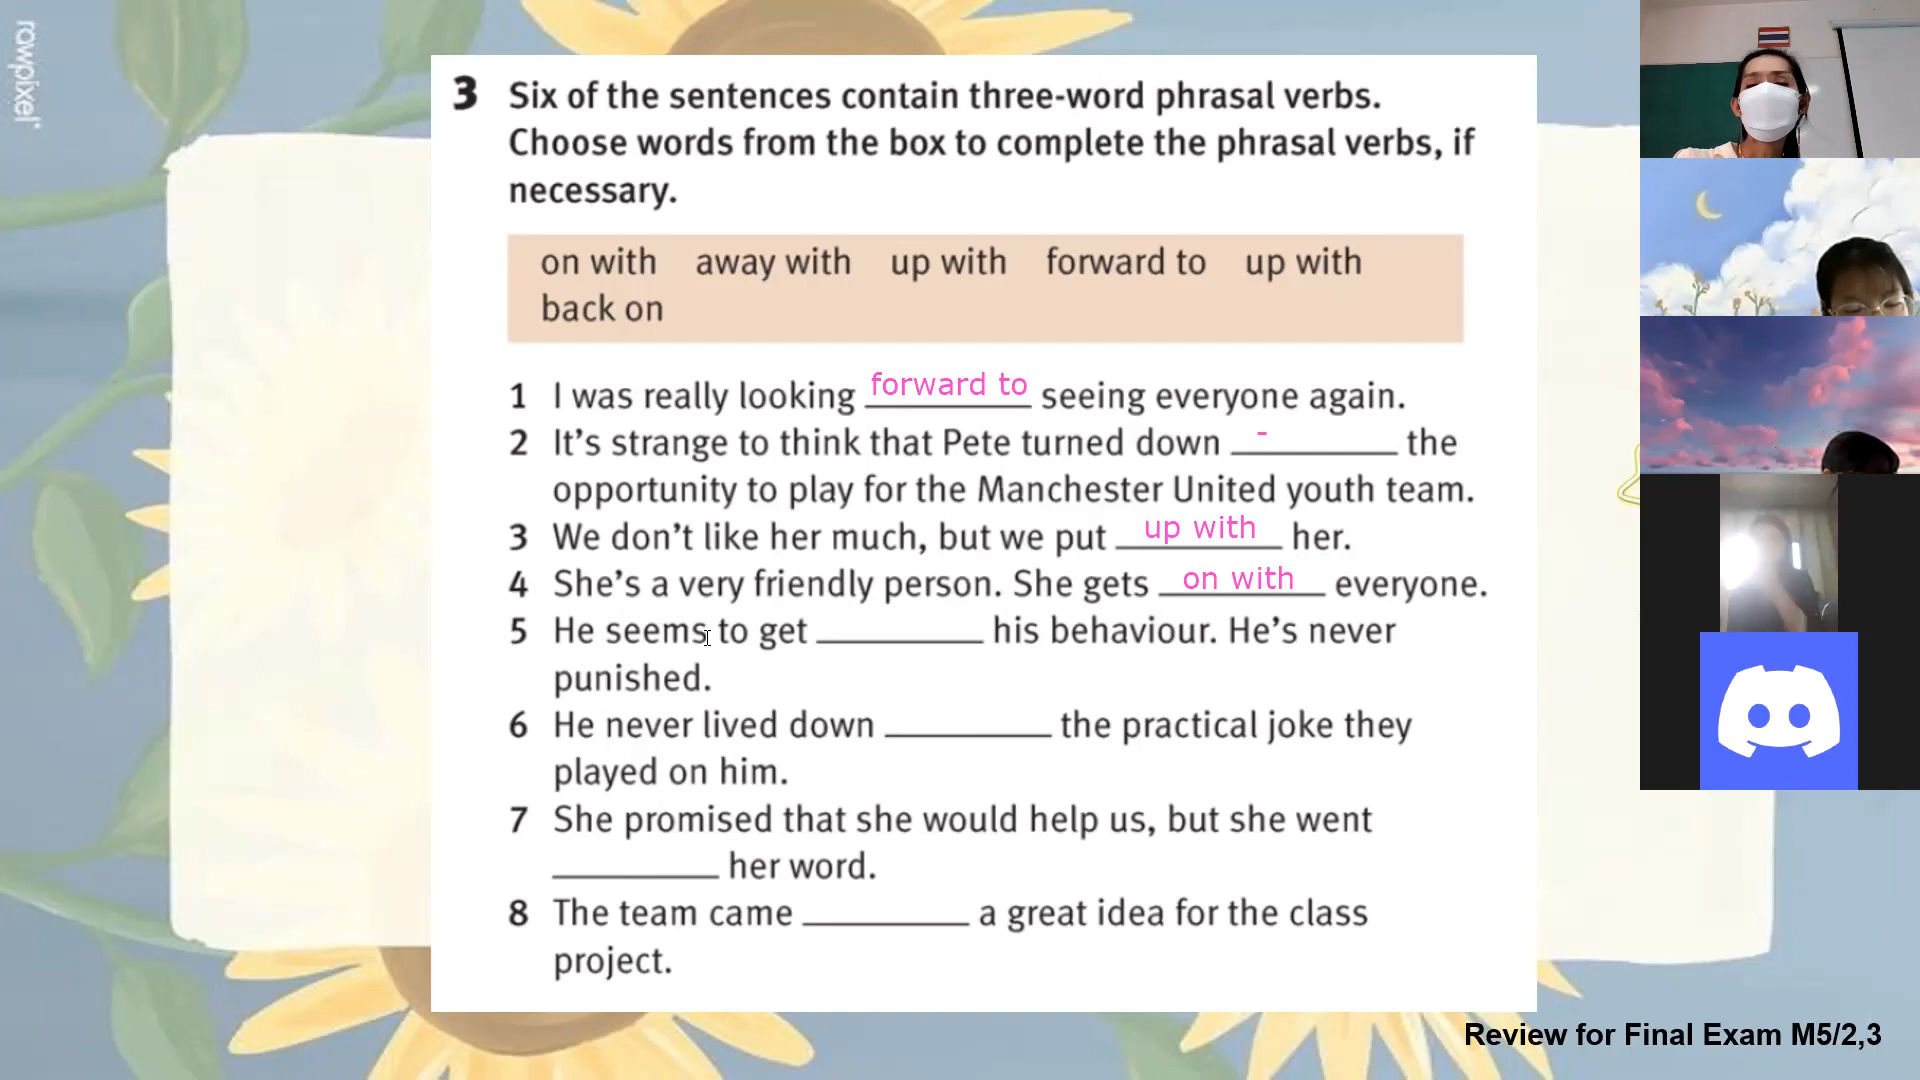 rawpixel
3 Six of the sentences contain three-word phrasal verbs.
Choose words from the box to complete the phrasal verbs, if
necessary.
on with away with up with forward to up with
back on
1 I was really looking forward to seeing everyone again.
2 It’s strange to think that Pete turned down - the
opportunity to play for the Manchester United youth team.
3 We don’t like her much, but we put up with her.
4 She’s a very friendly person. She gets on with everyone.
5 He seems to get __________ his behaviour. He’s never
punished.
6 He never lived down __________ the practical joke they
played on him.
7 She promised that she would help us, but she went
__________ her word.
8 The team came __________ a great idea for the class
project.
Review for Final Exam M5/2,3